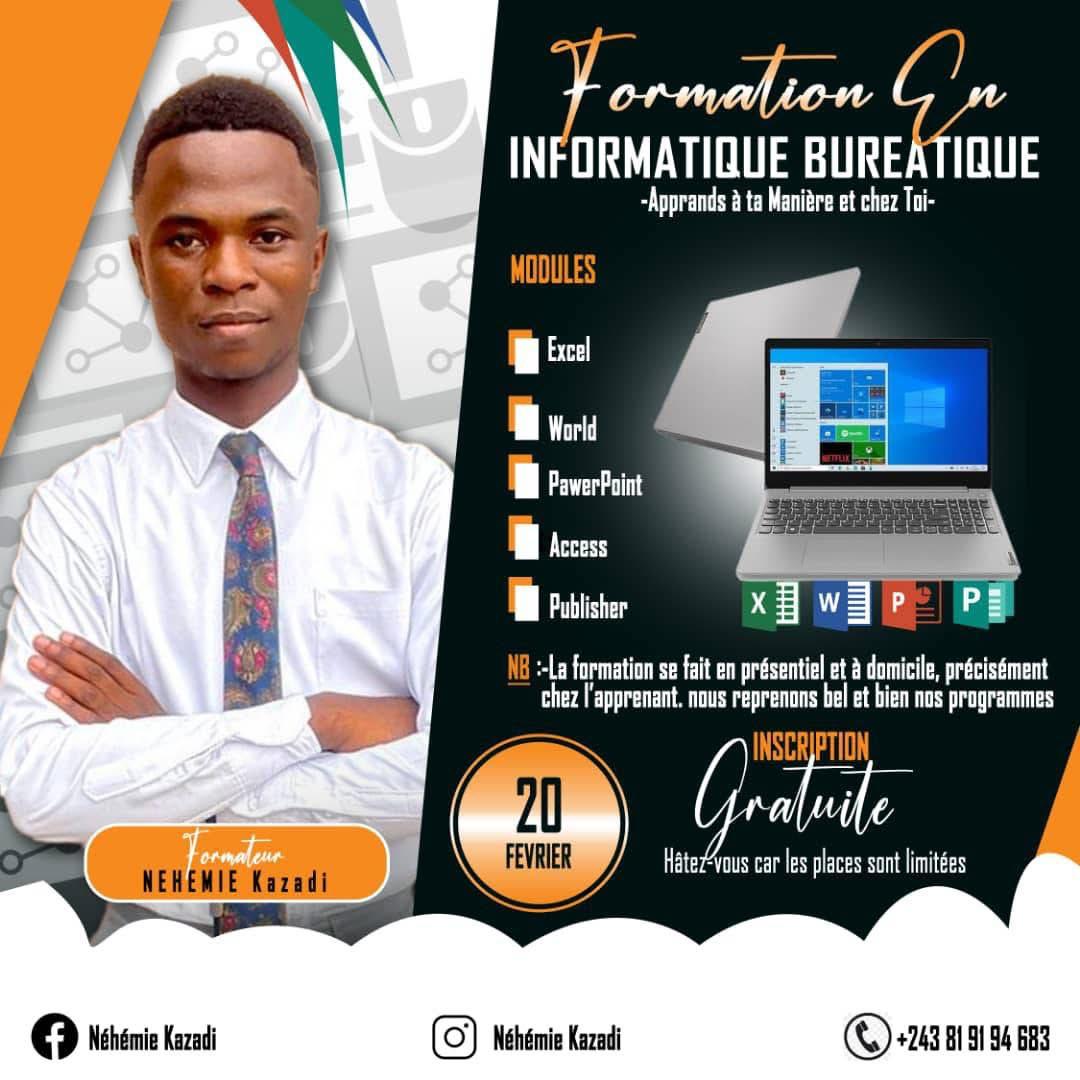 Formation En
INFORMATIQUE BUREATIQUE
-Apprands à ta Manière et chez Toi-
MODULES
Excel
World
PawerPoint
Access
Publisher
NETFLIX
X
W
P
P
NB :-La formation se fait en présentiel et à domicile, précisément
chez l'apprenant. nous reprenons bel et bien nos programmes
20
FEVRIER
INSCRIPTION
Gratuite
Hâtez-vous car les places sont limitées
Formateur
NEHEMIE Kazadi
Néhémie Kazadi
Néhémie Kazadi
+243 81 91 94 683